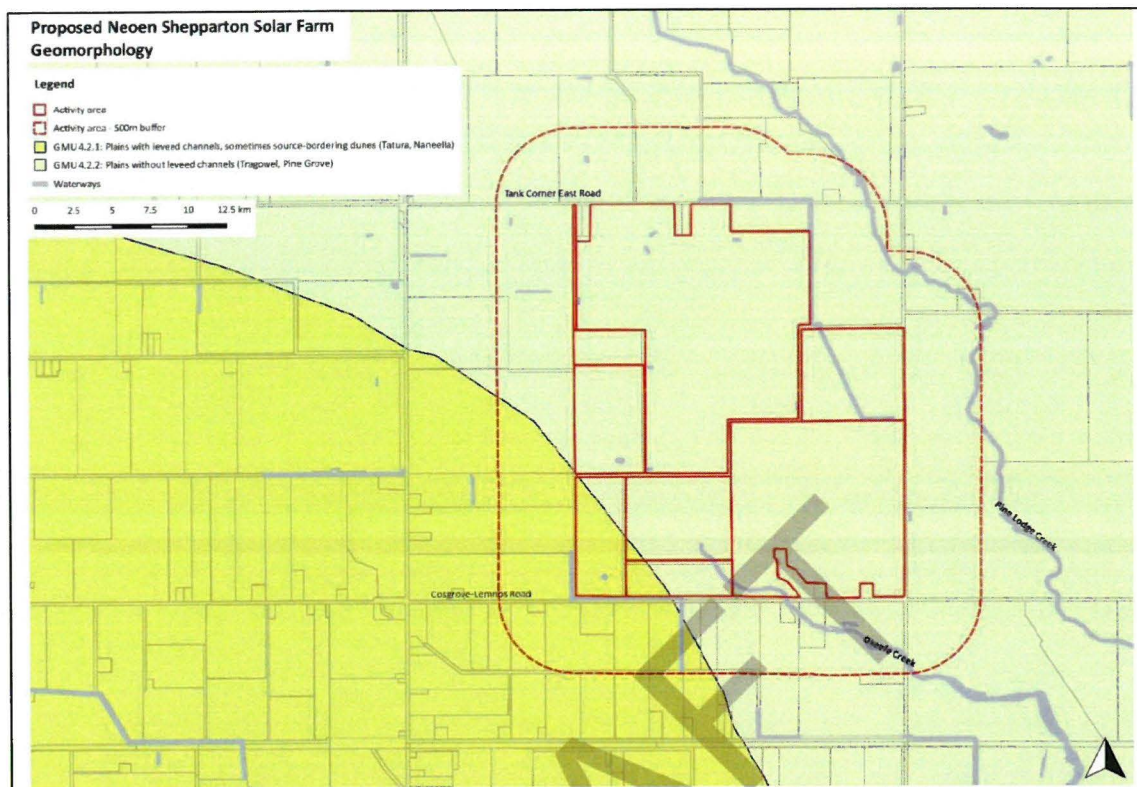 Proposed Neoen Shepparton Solar Farm
Geomorphology
Legend
Activity area
Activity area - 500m buffer
GMU 4.2.1: Plains with leveed channels, sometimes source-bordering dunes (Tatura, Naneella)
GMU 4.2.2: Plains without leveed channels (Tragowel, Pine Grove)
Waterways
0 2.5 5 7.5 10 12.5 km
Tank Corner East Road
Pine Lodge Creek
Cosgrove-Lemnos Road
Okeefe Creek
AFT